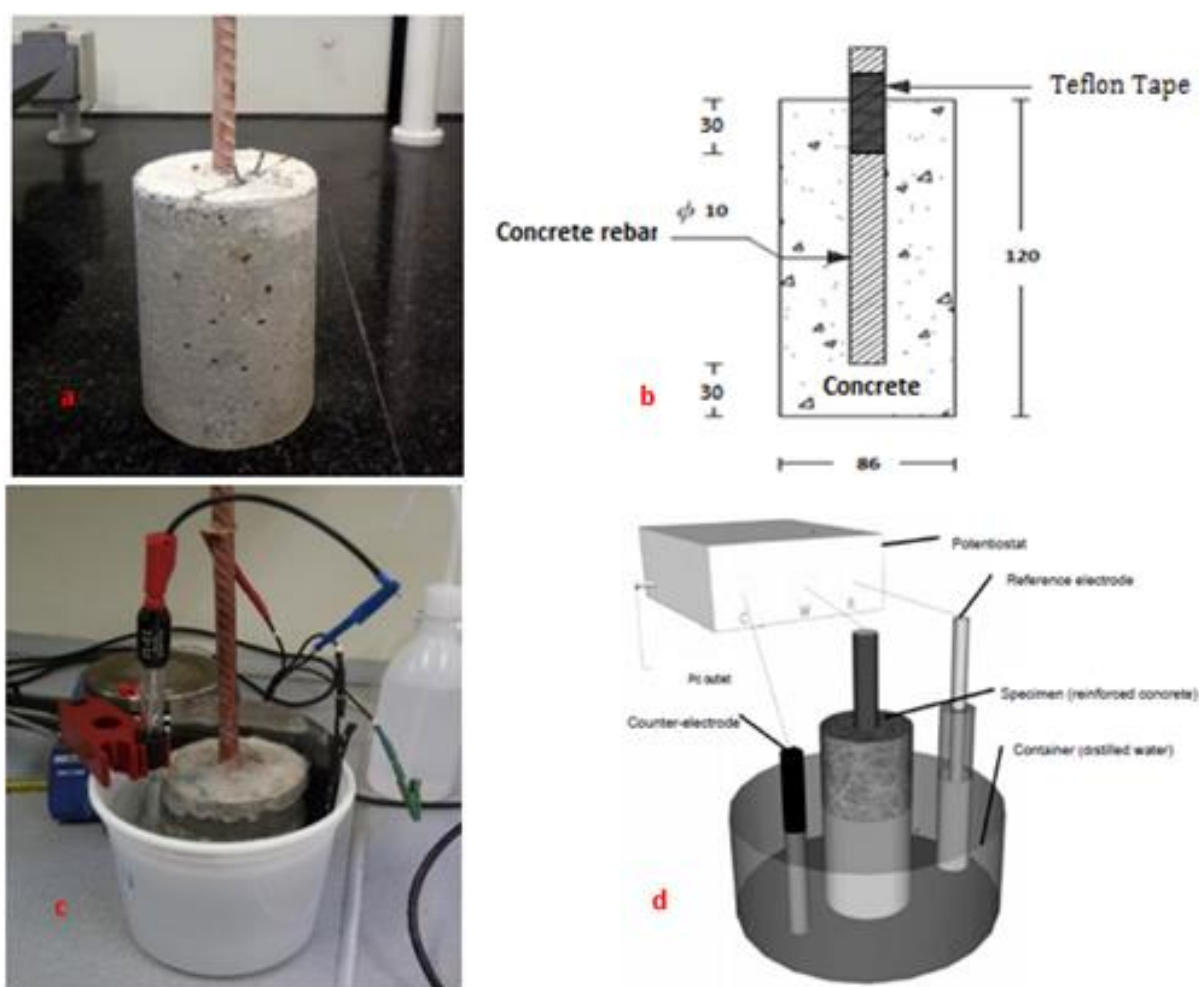 a
Teflon Tape
30
ϕ 10
Concrete rebar
120
30
Concrete
b
86
c
Potentiostat
Reference electrode
C
W
R
Pc outlet
Specimen (reinforced concrete)
Counter-electrode
Container (distilled water)
d